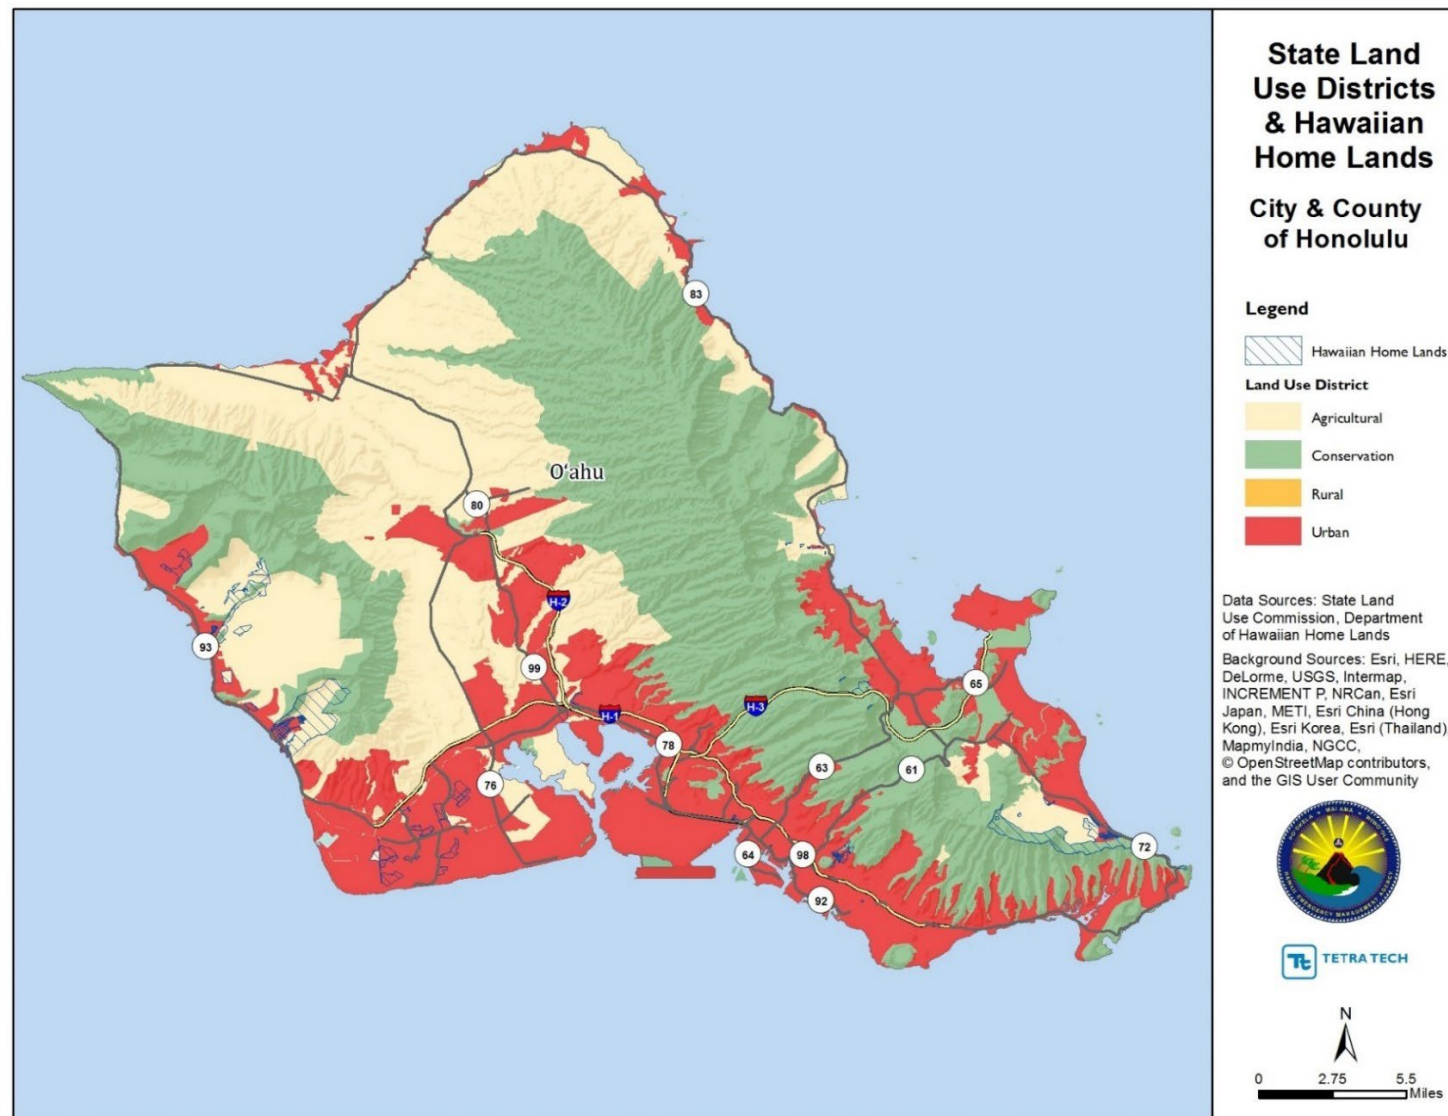 State Land
Use Districts
& Hawaiian
Home Lands
City & County
of Honolulu
Legend
Hawaiian Home Lands
Land Use District
Agricultural
Conservation
Rural
Urban
Data Sources: State Land
Use Commission, Department
of Hawaiian Home Lands
Background Sources: Esri, HERE,
DeLorme, USGS, Intermap,
INCREMENT P, NRCan, Esri
Japan, METI, Esri China (Hong
Kong), Esri Korea, Esri (Thailand),
MapmyIndia, NGCC,
© OpenStreetMap contributors,
and the GIS User Community
Tt TETRA TECH
N
0 2.75 5.5
Miles
83
O‘ahu
80
H-2
93
99
65
H-3
H-1
78
63
61
76
72
64
98
92